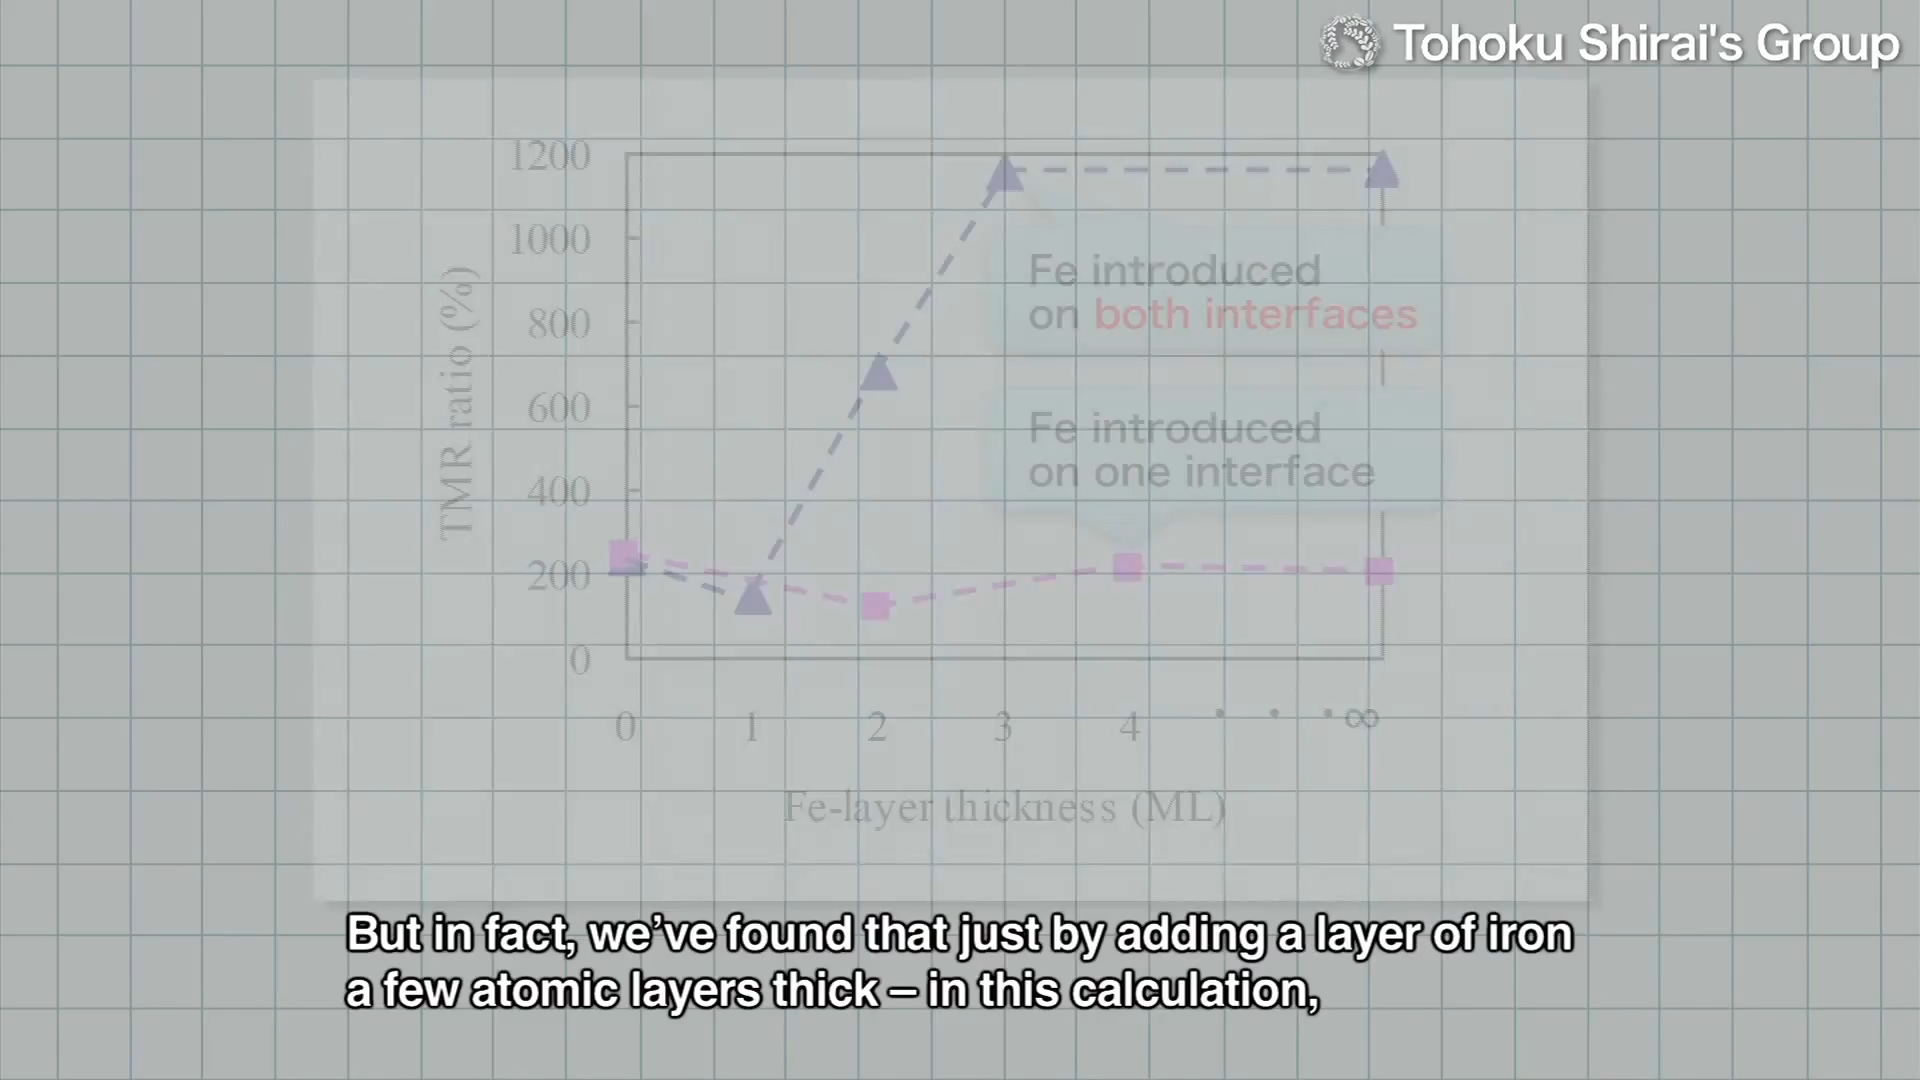 Tohoku Shirai's Group
1200
1000
800
600
400
200
0
TMR ratio (%)
Fe introduced
on both interfaces
Fe introduced
on one interface
0 1 2 3 4 · · · ∞
Fe-layer thickness (ML)
But in fact, we’ve found that just by adding a layer of iron
a few atomic layers thick – in this calculation,